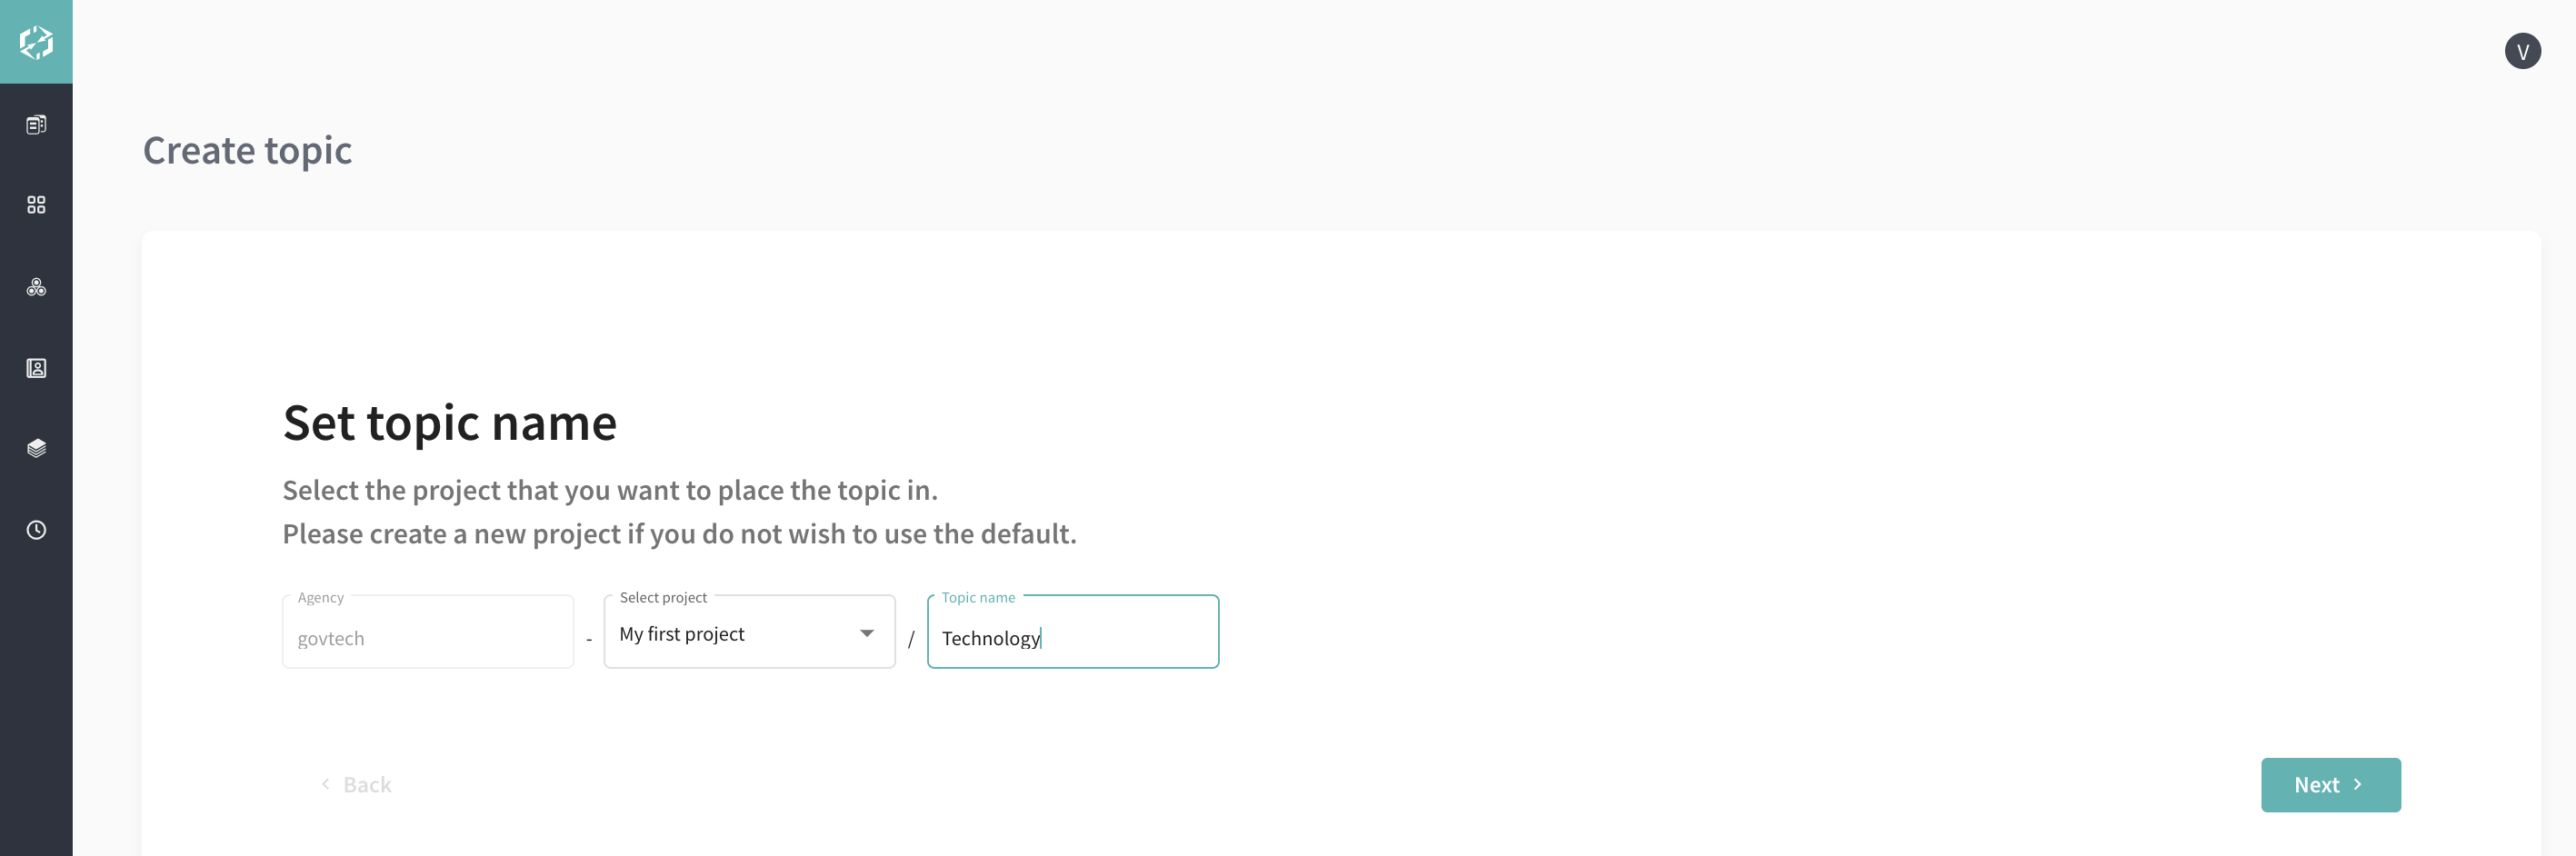 V
Create topic
Set topic name
Select the project that you want to place the topic in.
Please create a new project if you do not wish to use the default.
Agency
govtech
-
Select project
My first project
/
Topic name
Technology
Back
Next